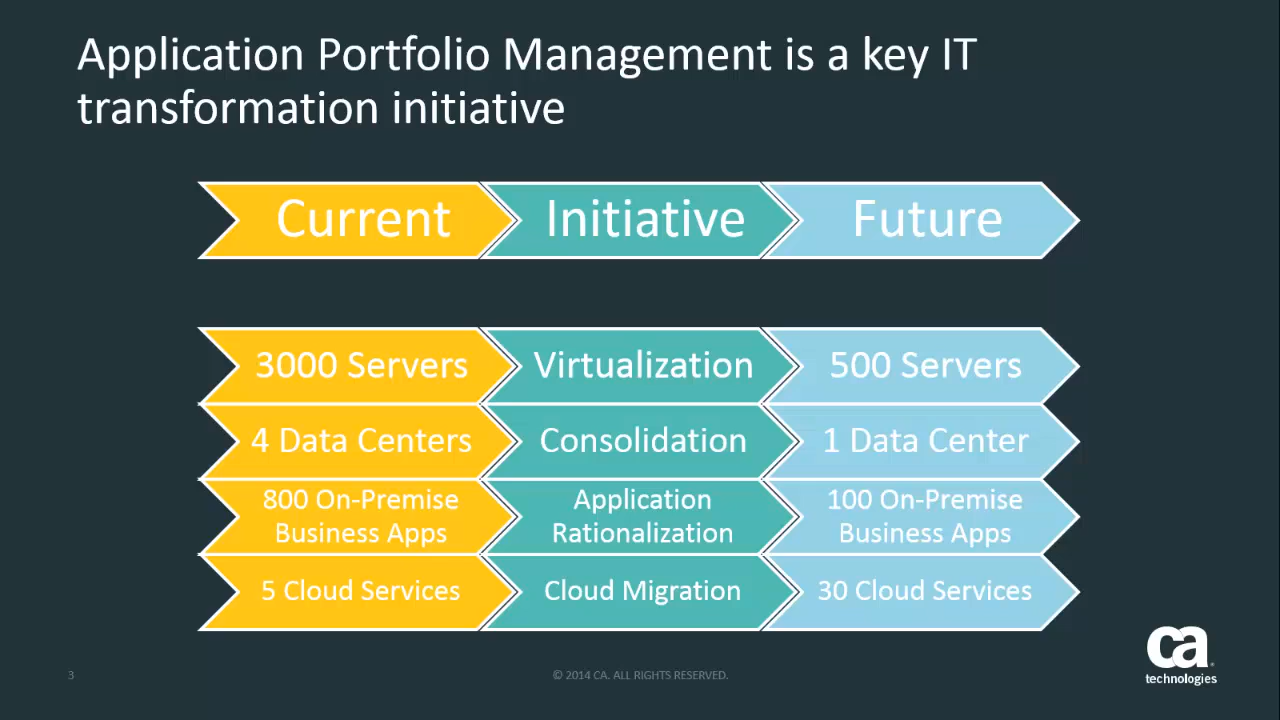 Application Portfolio Management is a key IT
transformation initiative
Current
Initiative
Future
3000 Servers
Virtualization
500 Servers
4 Data Centers
Consolidation
1 Data Center
800 On-Premise
Business Apps
Application
Rationalization
100 On-Premise
Business Apps
5 Cloud Services
Cloud Migration
30 Cloud Services
3
© 2014 CA. ALL RIGHTS RESERVED.
ca
technologies